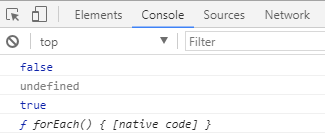 Elements Console Sources Network
top Filter
false
undefined
true
ƒ forEach() { [native code] }